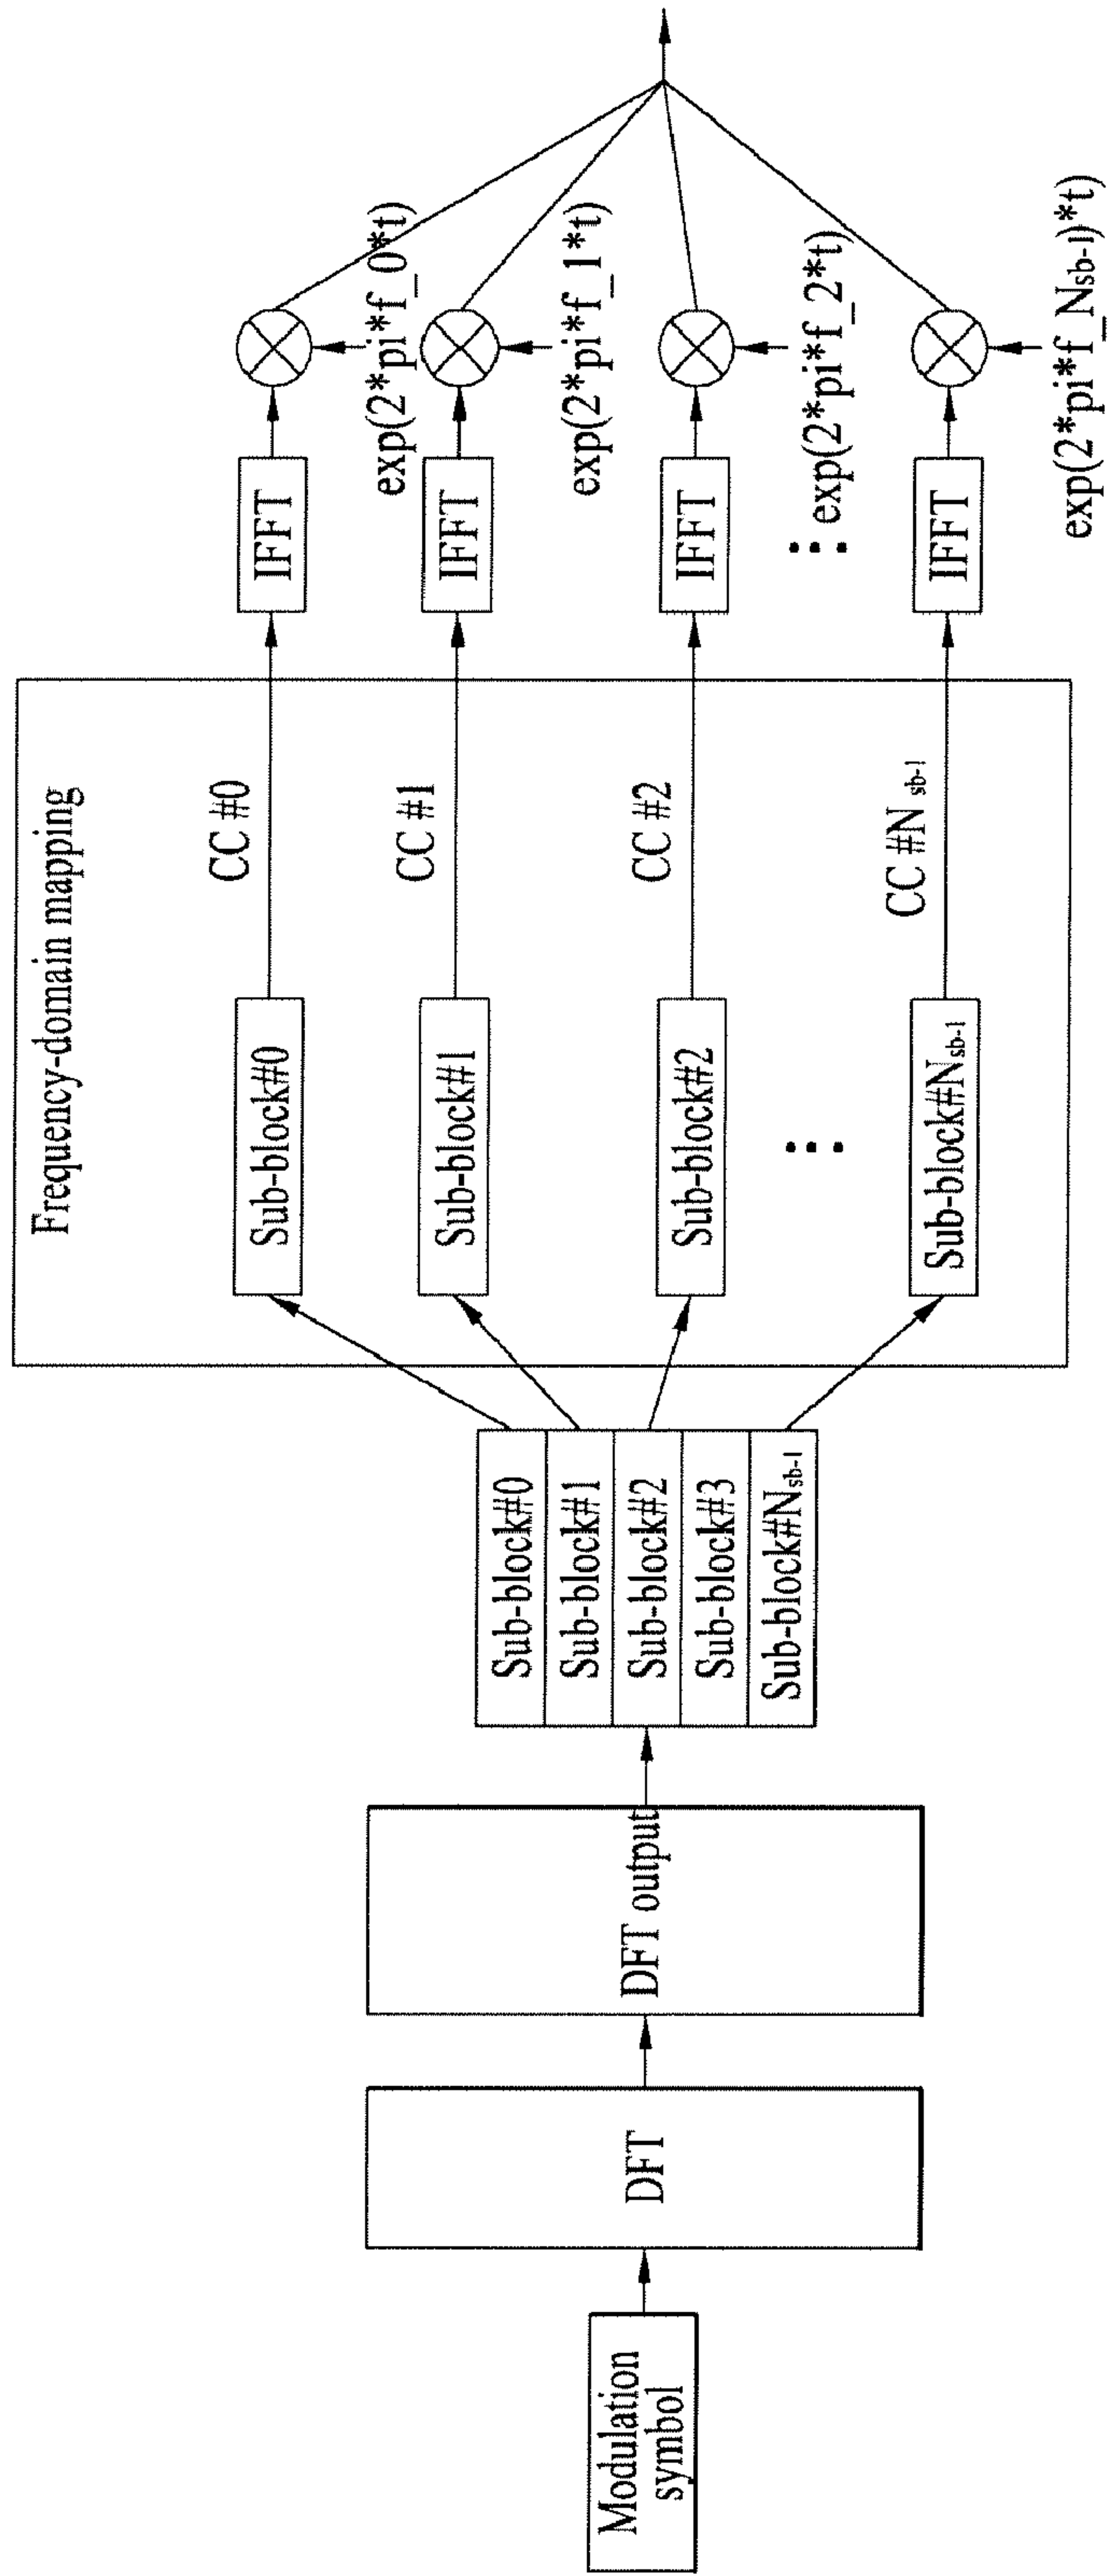 Modulation
symbol
DFT
DFT output
Sub-block#0
Sub-block#1
Sub-block#2
Sub-block#3
Sub-block#Nsb-1
Frequency-domain mapping
Sub-block#0
CC #0
IFFT
exp(2*pi*f_0*t)
Sub-block#1
CC #1
IFFT
exp(2*pi*f_1*t)
Sub-block#2
CC #2
IFFT
exp(2*pi*f_2*t)
Sub-block#Nsb-1
CC #N sb-1
IFFT
exp(2*pi*f_Nsb-1)*t)